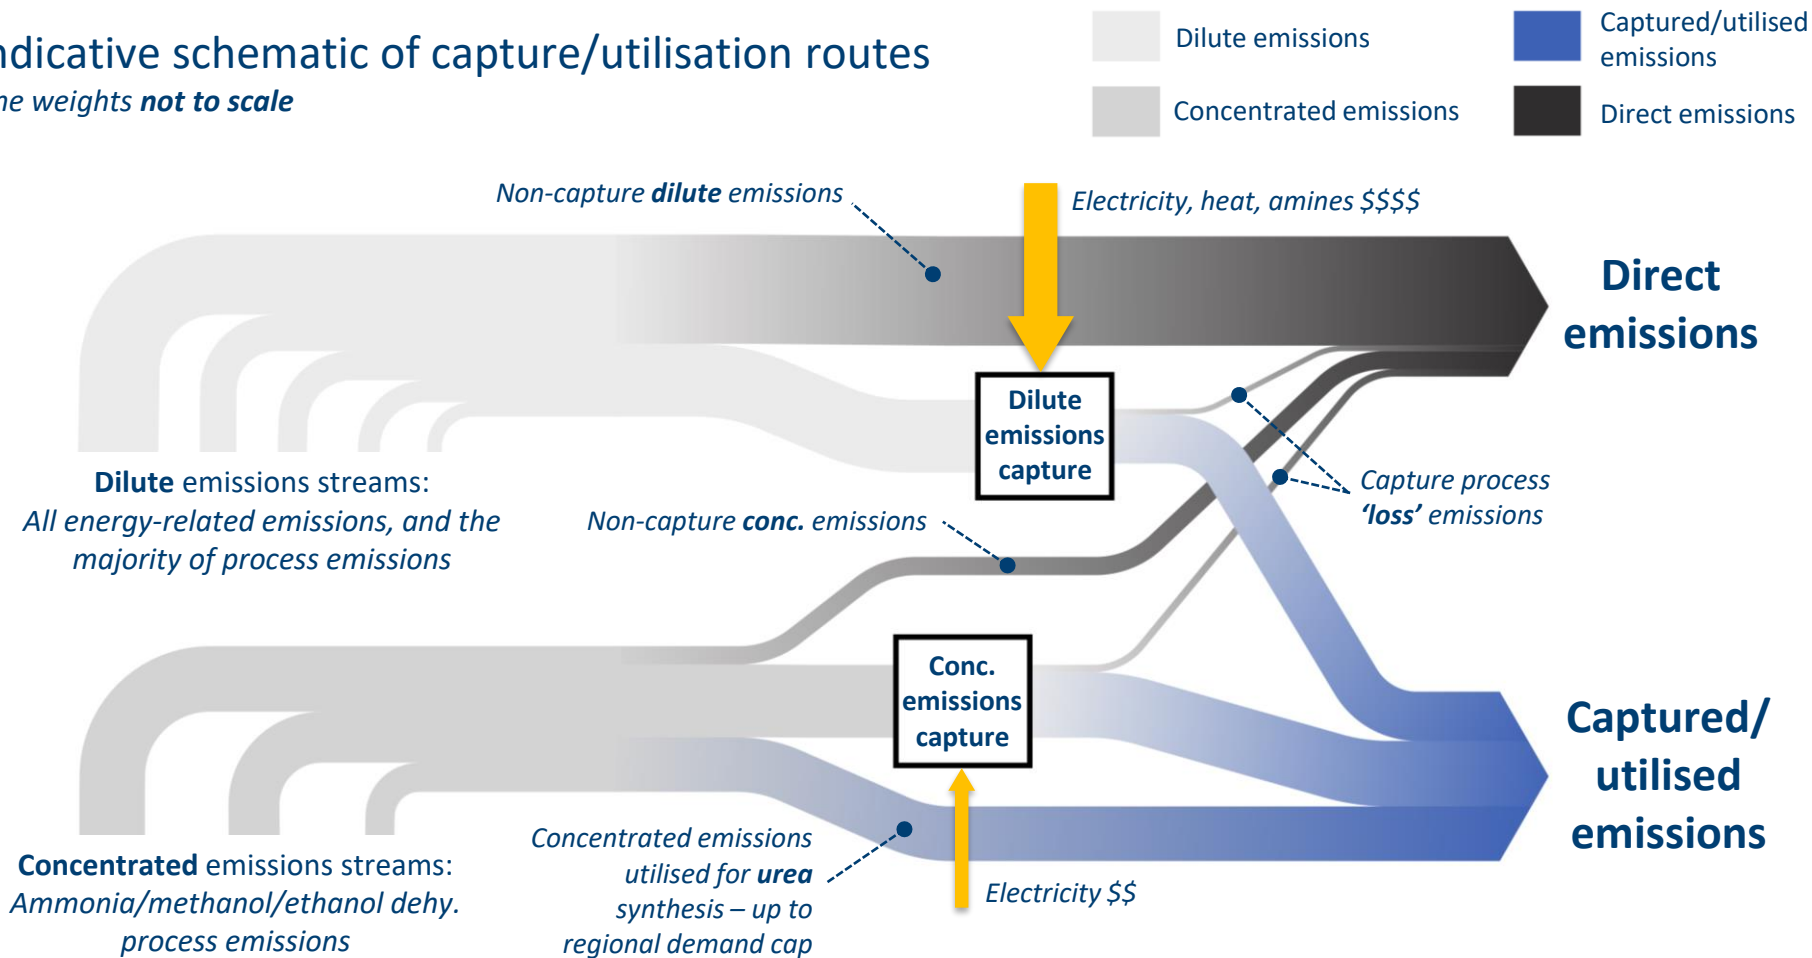 ndicative schematic of capture/utilisation routes
ne weights not to scale
Dilute emissions
Concentrated emissions
Captured/utilised
emissions
Direct emissions
Non-capture dilute emissions
Electricity, heat, amines $$$$
Direct
emissions
Dilute
emissions
capture
Dilute emissions streams:
All energy-related emissions, and the
majority of process emissions
Non-capture conc. emissions
Capture process
‘loss’ emissions
Conc.
emissions
capture
Captured/
utilised
emissions
Concentrated emissions streams:
Ammonia/methanol/ethanol dehy.
process emissions
Concentrated emissions
utilised for urea
synthesis – up to
regional demand cap
Electricity $$